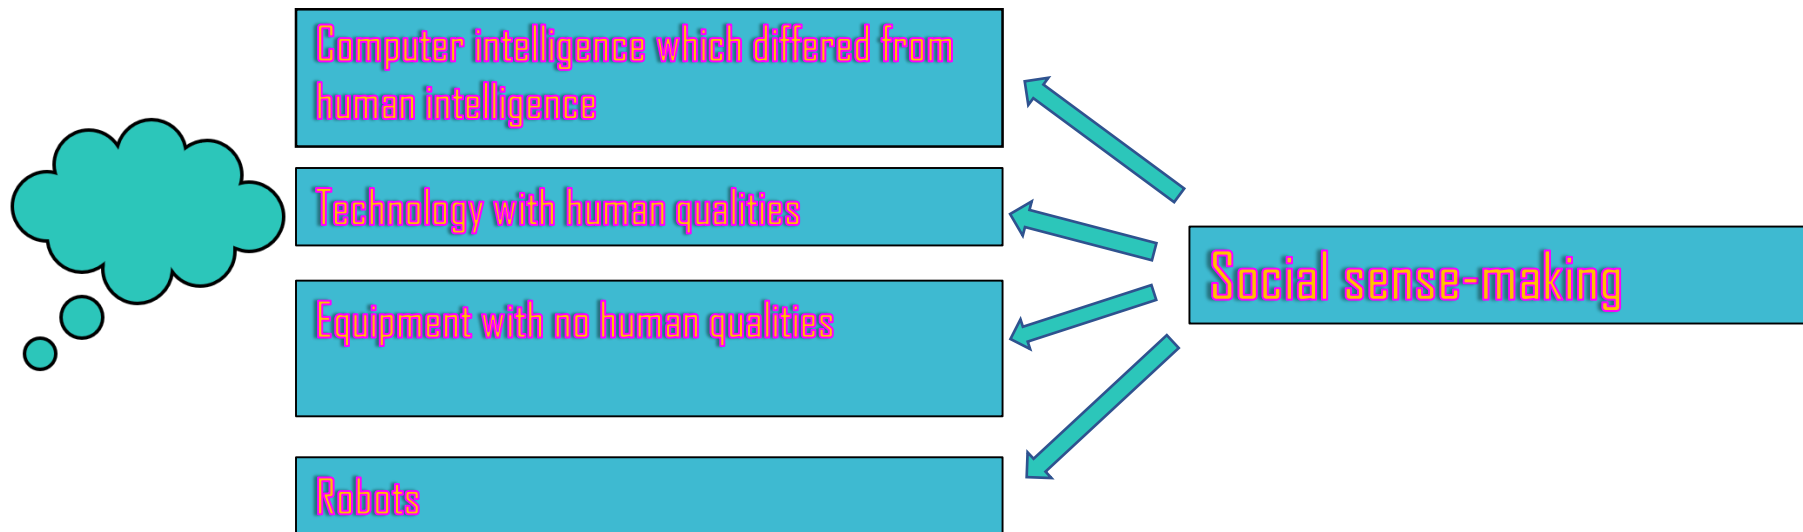 Computer intelligence which differed from
human intelligence
Technology with human qualities
Equipment with no human qualities
Robots
Social sense-making